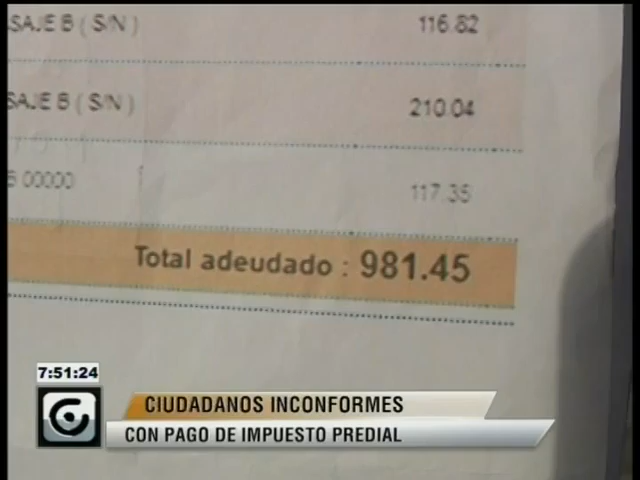 SAJE B ( S/N ) 116.82
SAJE B ( S/N ) 210.04
00000 117.35
Total adeudado : 981.45
7:51:24
CIUDADANOS INCONFORMES
CON PAGO DE IMPUESTO PREDIAL